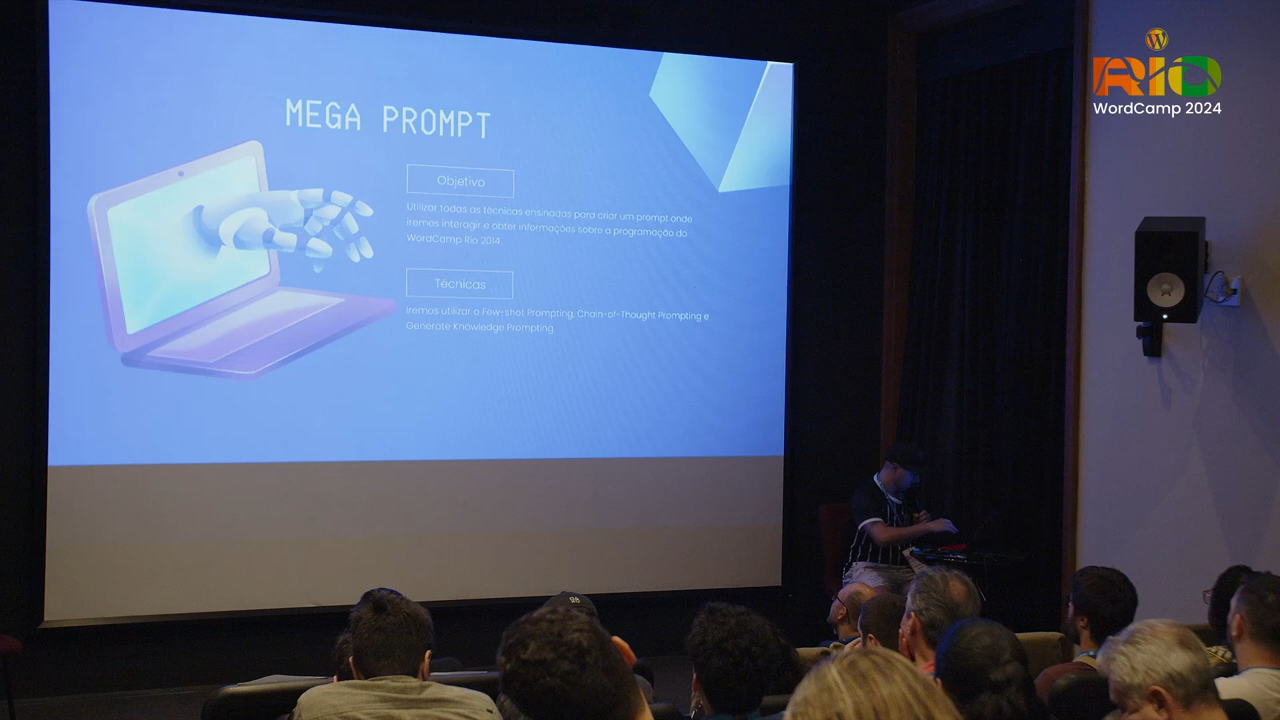 MEGA PROMPT
Objetivo
Utilizar todas as técnicas ensinadas para criar um prompt onde
iremos interagir e obter informações sobre a programação do
WordCamp Rio 2014.
Técnicas
Iremos utilizar a Few-shot Prompting, Chain-of-Thought Prompting e
Generate Knowledge Prompting
W
RIO
WordCamp 2024